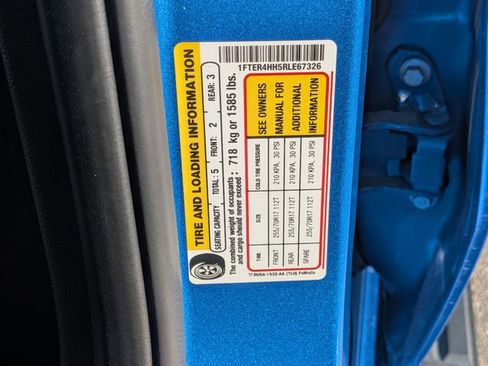 1FTER4HH5RLE67326
TIRE AND LOADING INFORMATION
SEATING CAPACITY TOTAL: 5 FRONT: 2 REAR: 3
The combined weight of occupants and cargo should never exceed: 718 kg or 1585 lbs.
TIRE SIZE COLD TIRE PRESSURE
FRONT 255/70R17 112T 210 KPA, 30 PSI
REAR 255/70R17 112T 210 KPA, 30 PSI
SPARE 255/70R17 112T 210 KPA, 30 PSI
SEE OWNERS
MANUAL FOR
ADDITIONAL
INFORMATION